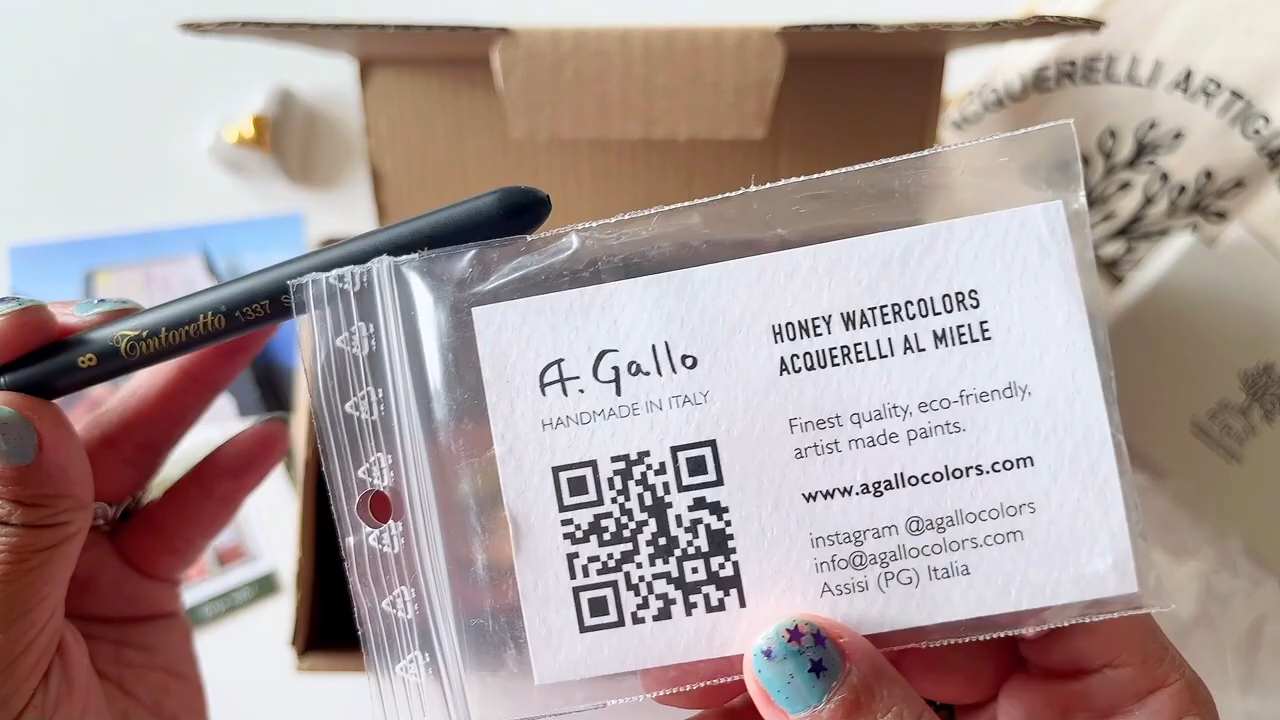 ACQUERELLI ARTIGIA
8 Tintoretto® 1337 S
A. Gallo
HANDMADE IN ITALY
HONEY WATERCOLORS
ACQUERELLI AL MIELE
Finest quality, eco-friendly,
artist made paints.
www.agallocolors.com
instagram @agallocolors
info@agallocolors.com
Assisi (PG) Italia